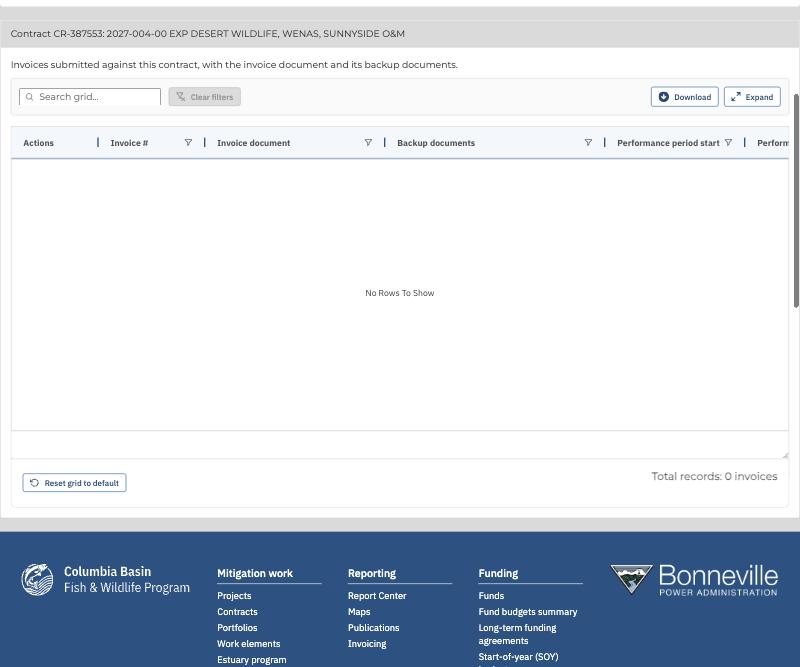 Contract CR-387553: 2027-004-00 EXP DESERT WILDLIFE, WENAS, SUNNYSIDE O&M
Invoices submitted against this contract, with the invoice document and its backup documents.
Search grid...
Clear filters
Download
Expand
Actions
Invoice #
Invoice document
Backup documents
Performance period start
Perform
No Rows To Show
Reset grid to default
Total records: 0 invoices
Columbia Basin
Fish & Wildlife Program
Mitigation work
Projects
Contracts
Portfolios
Work elements
Estuary program
Reporting
Report Center
Maps
Publications
Invoicing
Funding
Funds
Fund budgets summary
Long-term funding
agreements
Start-of-year (SOY)
Bonneville
POWER ADMINISTRATION